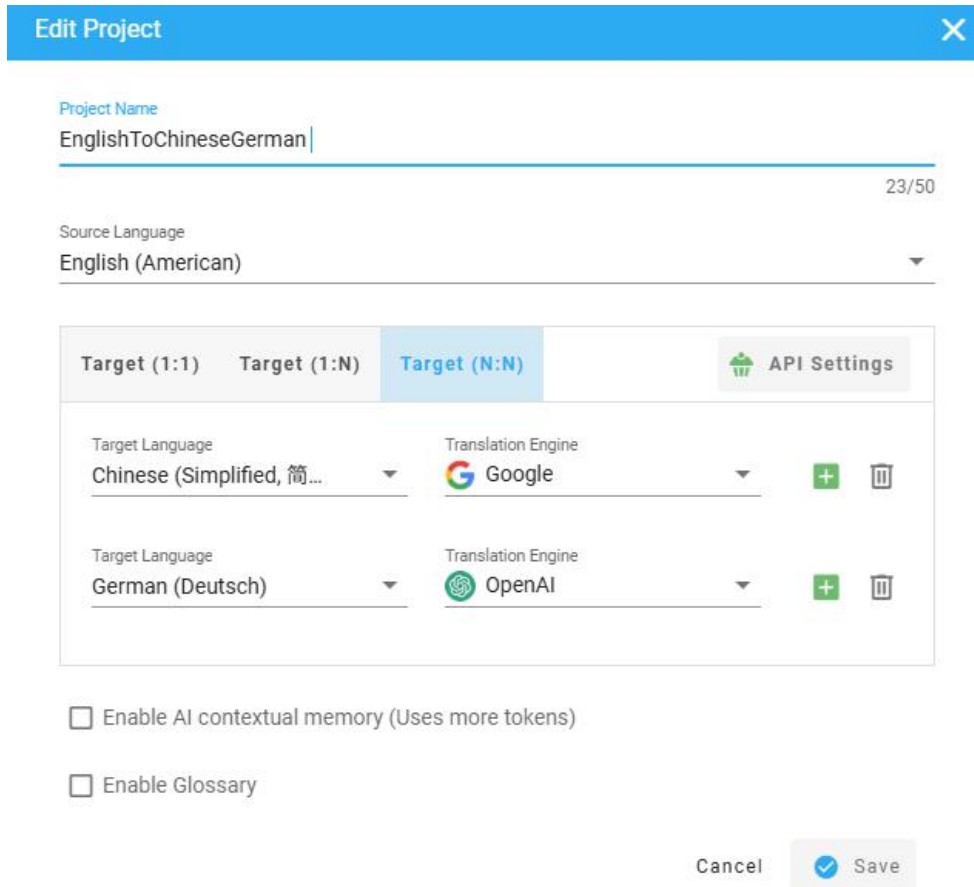 Edit Project
Project Name
EnglishToChineseGerman
23/50
Source Language
English (American)
Target (1:1) Target (1:N) Target (N:N) API Settings
Target Language Translation Engine
Chinese (Simplified, 简... Google
Target Language Translation Engine
German (Deutsch) OpenAI
Enable AI contextual memory (Uses more tokens)
Enable Glossary
Cancel Save